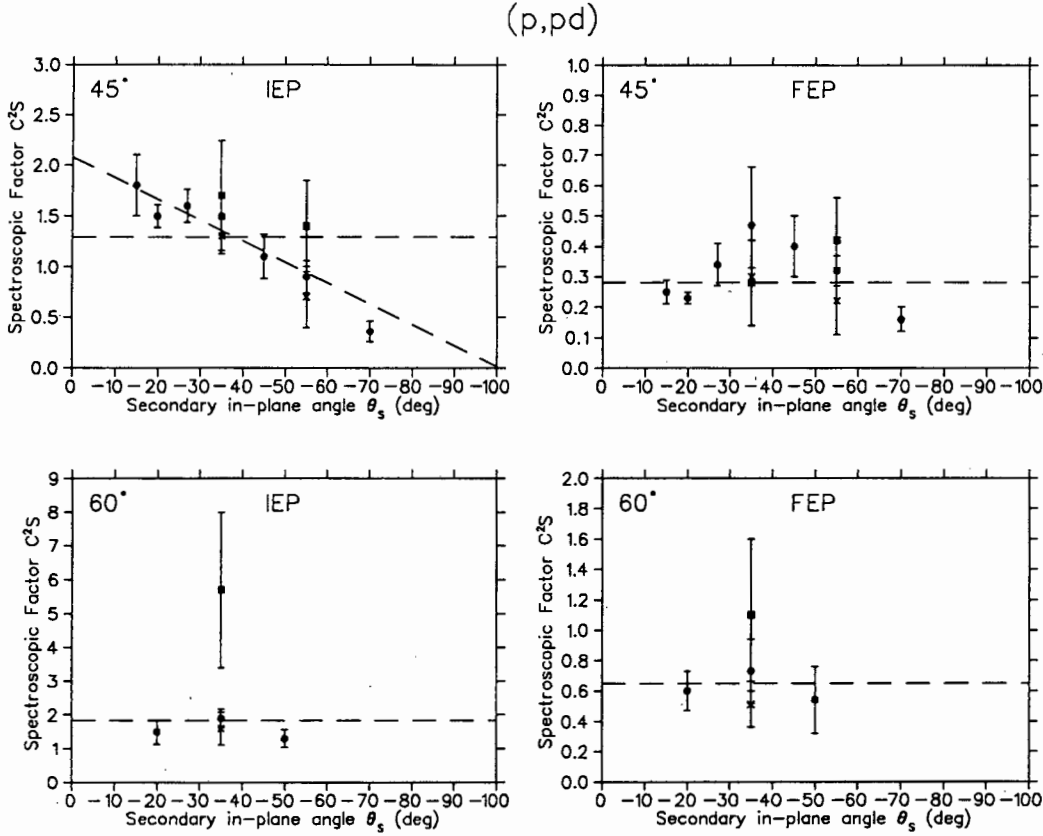 (p,pd)
45° IEP
Spectroscopic Factor C²S
3.0
2.5
2.0
1.5
1.0
0.5
0.0
0 -10 -20 -30 -40 -50 -60 -70 -80 -90 -100
Secondary in-plane angle θs (deg)
45° FEP
Spectroscopic Factor C²S
1.0
0.9
0.8
0.7
0.6
0.5
0.4
0.3
0.2
0.1
0.0
0 -10 -20 -30 -40 -50 -60 -70 -80 -90 -100
Secondary in-plane angle θs (deg)
60° IEP
Spectroscopic Factor C²S
9
8
7
6
5
4
3
2
1
0
0 -10 -20 -30 -40 -50 -60 -70 -80 -90 -100
Secondary in-plane angle θs (deg)
60° FEP
Spectroscopic Factor C²S
2.0
1.8
1.6
1.4
1.2
1.0
0.8
0.6
0.4
0.2
0.0
0 -10 -20 -30 -40 -50 -60 -70 -80 -90 -100
Secondary in-plane angle θs (deg)